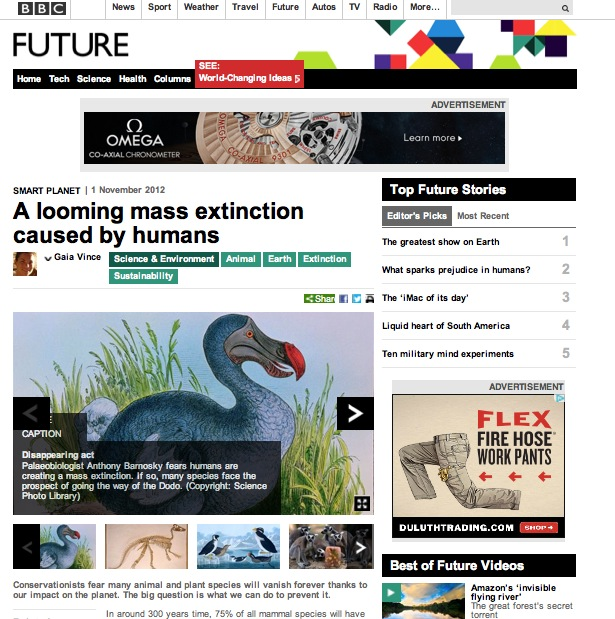 BBC
News Sport Weather Travel Future Autos TV Radio More...
FUTURE
SEE:
Home Tech Science Health Columns World-Changing Ideas 5
ADVERTISEMENT
Ω
OMEGA
CO-AXIAL CHRONOMETER
OMEGA
CO-AXIAL 9301
Learn more
SMART PLANET | 1 November 2012
A looming mass extinction
caused by humans
Gaia Vince
Science & Environment Animal Earth Extinction
Sustainability
Share
CAPTION
Disappearing act
Palaeobiologist Anthony Barnosky fears humans are
creating a mass extinction. If so, many species face the
prospect of going the way of the Dodo. (Copyright: Science
Photo Library)
Conservationists fear many animal and plant species will vanish forever thanks to
our impact on the planet. The big question is what we can do to prevent it.
In around 300 years time, 75% of all mammal species will have
Top Future Stories
Editor's Picks Most Recent
The greatest show on Earth 1
What sparks prejudice in humans? 2
The ‘iMac of its day’ 3
Liquid heart of South America 4
Ten military mind experiments 5
ADVERTISEMENT
FLEX
FIRE HOSE
WORK PANTS
DULUTHTRADING.COM SHOP
Best of Future Videos
Amazon’s ‘invisible
flying river’
The great forest's secret
torrent